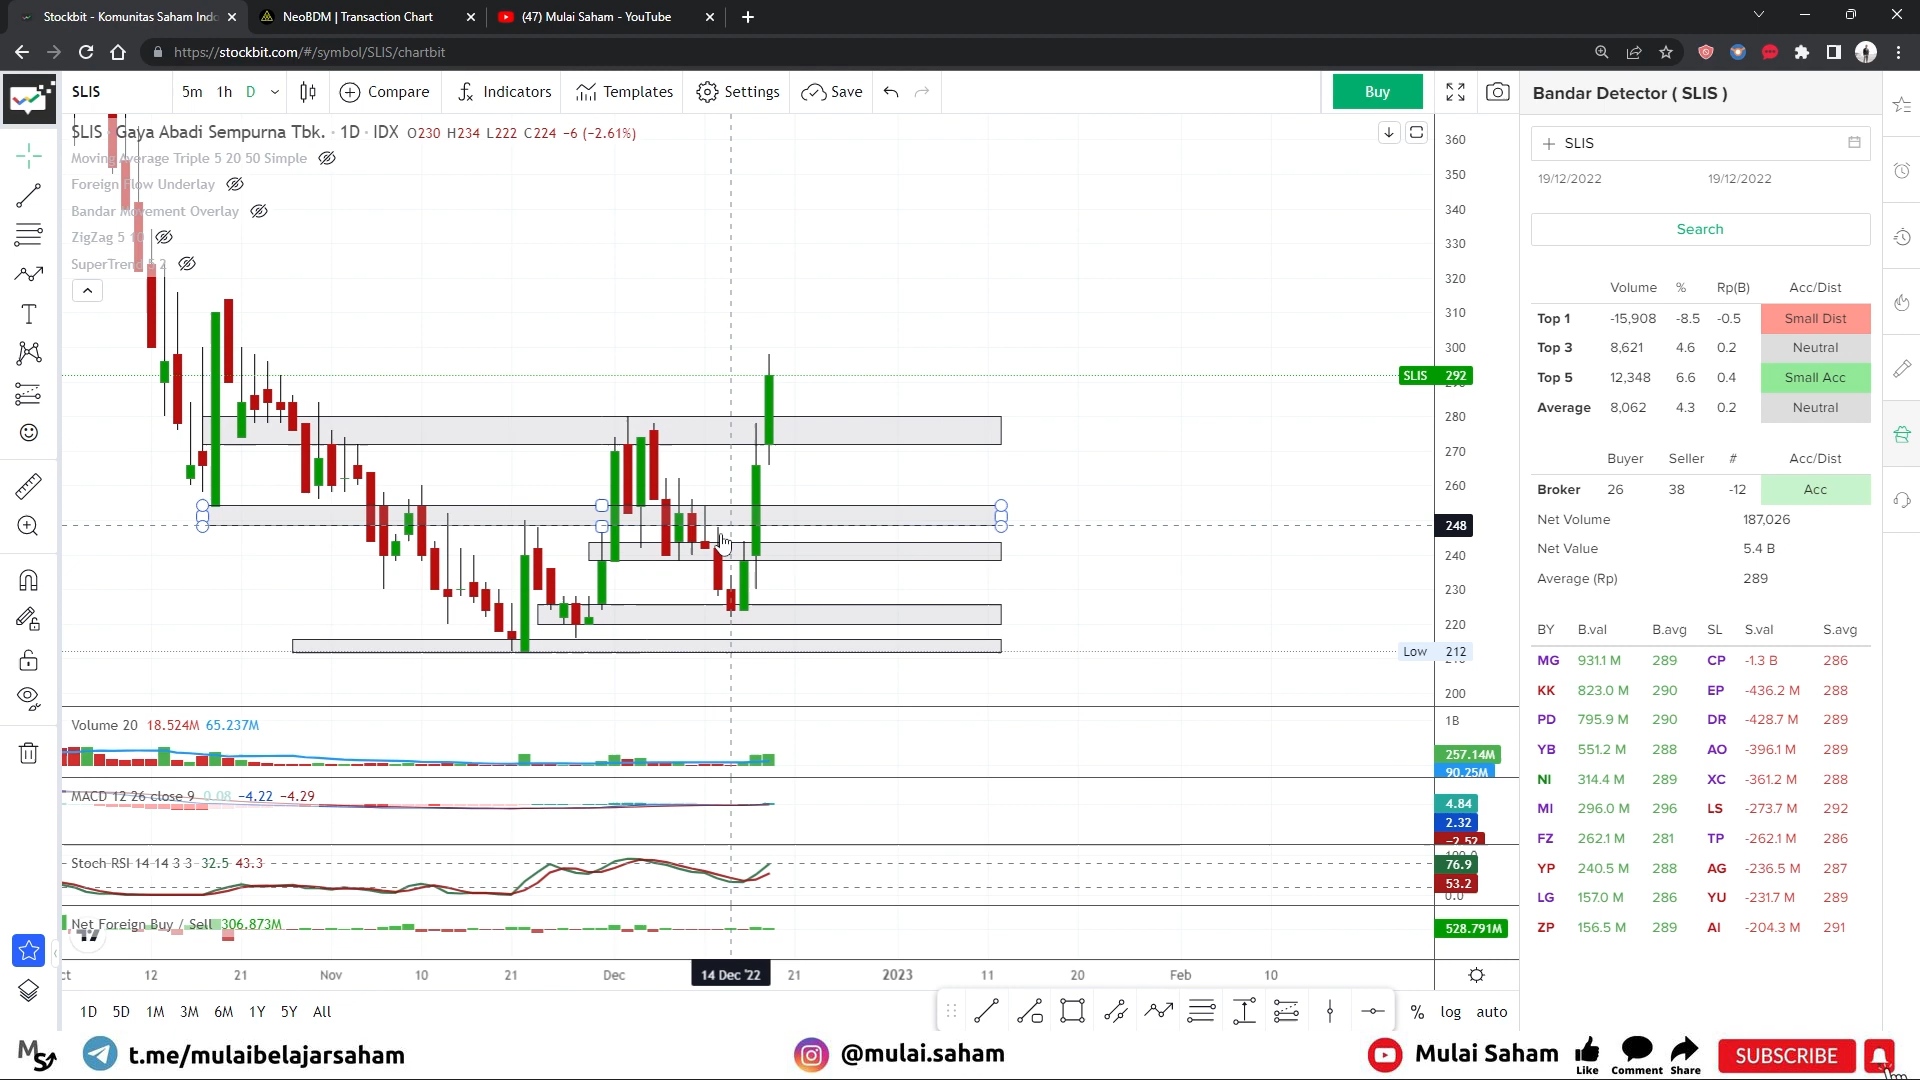 Stockbit - Komunitas Saham Indo
NeoBDM | Transaction Chart
(47) Mulai Saham - YouTube
https://stockbit.com/#/symbol/SLIS/chartbit
SLIS 5m 1h D Compare Indicators Templates Settings Save Buy
Bandar Detector ( SLIS )
SLIS Gaya Abadi Sempurna Tbk. · 1D · IDX O230 H234 L222 C224 -6 (-2.61%)
Moving Average Triple 5 20 50 Simple
Foreign Flow Underlay
Bandar Movement Overlay
ZigZag 5 10
SuperTrend 5 2
360
350
340
330
320
310
300
SLIS 292
280
270
260
248
240
230
220
Low 212
200
Volume 20 18.524M 65.237M
1B
257.14M
90.25M
MACD 12 26 close 9 0.08 -4.22 -4.29
4.84
2.32
-2.52
Stoch RSI 14 14 3 3 32.5 43.3
100.0
76.9
53.2
0.0
Net Foreign Buy / Sell 306.873M
528.791M
ct 12 21 Nov 10 21 Dec 14 Dec '22 21 2023 11 20 Feb 10
1D 5D 1M 3M 6M 1Y 5Y All
% log auto
SLIS
19/12/2022 19/12/2022
Search
Volume % Rp(B) Acc/Dist
Top 1 -15,908 -8.5 -0.5 Small Dist
Top 3 8,621 4.6 0.2 Neutral
Top 5 12,348 6.6 0.4 Small Acc
Average 8,062 4.3 0.2 Neutral
Buyer Seller # Acc/Dist
Broker 26 38 -12 Acc
Net Volume 187,026
Net Value 5.4 B
Average (Rp) 289
BY B.val B.avg SL S.val S.avg
MG 931.1 M 289 CP -1.3 B 286
KK 823.0 M 290 EP -436.2 M 288
PD 795.9 M 290 DR -428.7 M 289
YB 551.2 M 288 AO -396.1 M 289
NI 314.4 M 289 XC -361.2 M 288
MI 296.0 M 296 LS -273.7 M 292
FZ 262.1 M 281 TP -262.1 M 286
YP 240.5 M 288 AG -236.5 M 287
LG 157.0 M 286 YU -231.7 M 289
ZP 156.5 M 289 AI -204.3 M 291
t.me/mulaibelajarsaham
@mulai.saham
Mulai Saham
Like Comment Share
SUBSCRIBE